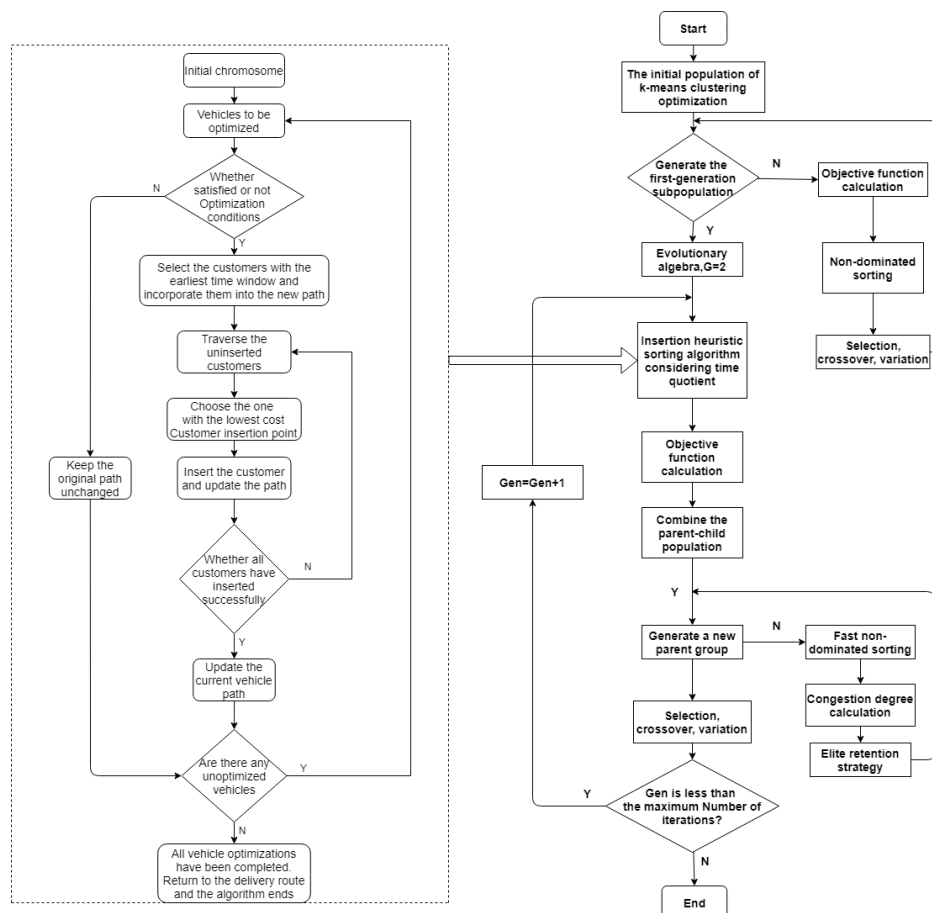 Initial chromosome
Vehicles to be
optimized
Whether
satisfied or not
Optimization
conditions
N
Y
Select the customers with the
earliest time window and
incorporate them into the new path
Traverse the
uninserted
customers
Choose the one
with the lowest cost
Customer insertion point
Keep the
original path
unchanged
Insert the customer
and update the path
Whether all
customers have
inserted
successfully
N
Y
Update the
current vehicle
path
Are there any
unoptimized
vehicles
Y
N
All vehicle optimizations
have been completed.
Return to the delivery route
and the algorithm ends
Start
The initial population of
k-means clustering
optimization
Generate the
first-generation
subpopulation
N
Objective function
calculation
Non-dominated
sorting
Selection,
crossover, variation
Y
Evolutionary
algebra,G=2
Insertion heuristic
sorting algorithm
considering time
quotient
Objective
function
calculation
Gen=Gen+1
Combine the
parent-child
population
Y
Generate a new
parent group
N
Fast non-
dominated sorting
Congestion degree
calculation
Elite retention
strategy
Selection,
crossover, variation
Gen is less than
the maximum Number of
iterations?
Y
N
End